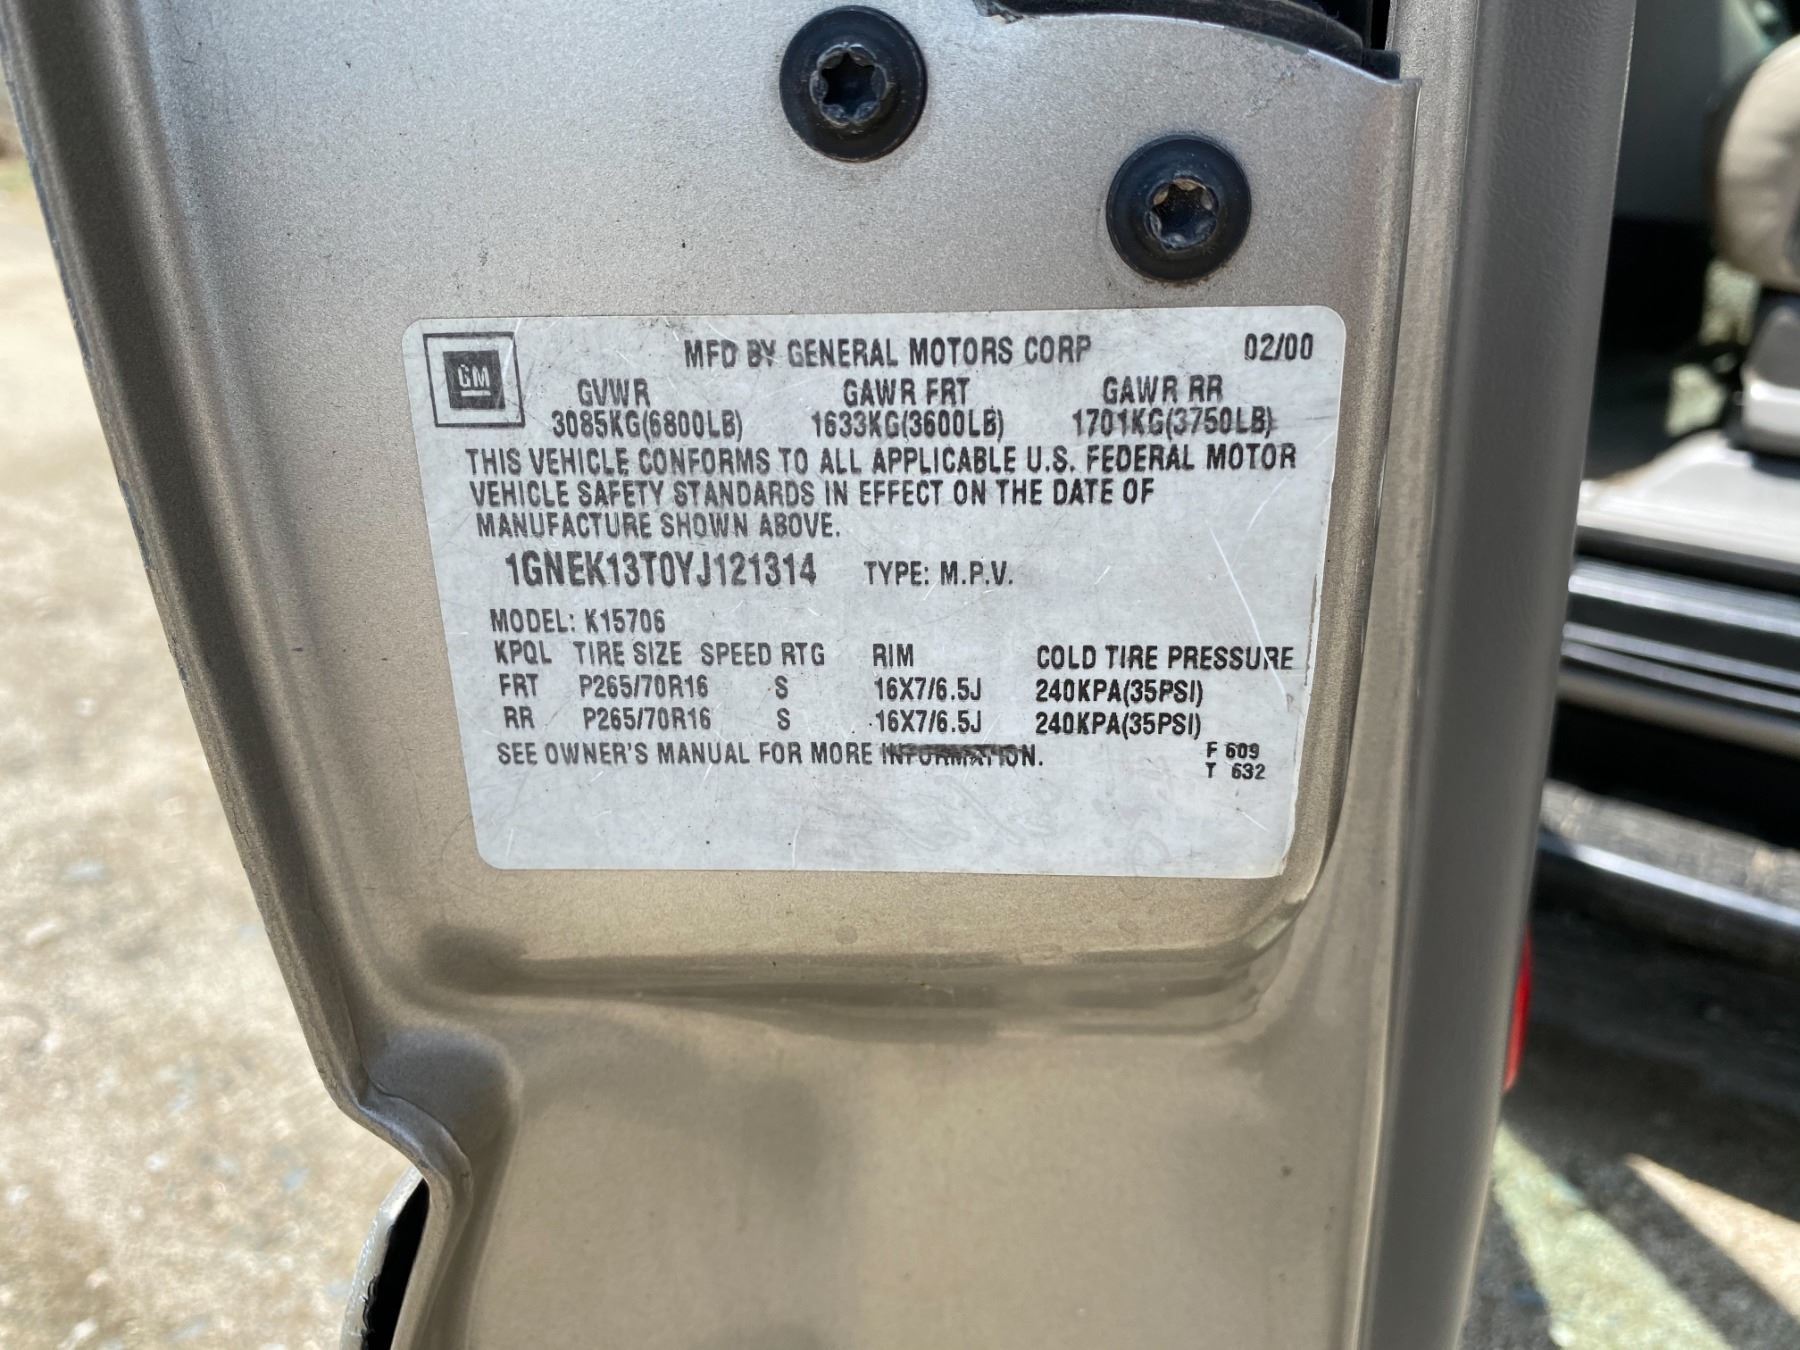 MFD BY GENERAL MOTORS CORP 02/00
GM
GVWR GAWR FRT GAWR RR
3085KG(6800LB) 1633KG(3600LB) 1701KG(3750LB)
THIS VEHICLE CONFORMS TO ALL APPLICABLE U.S. FEDERAL MOTOR
VEHICLE SAFETY STANDARDS IN EFFECT ON THE DATE OF
MANUFACTURE SHOWN ABOVE.
1GNEK13T0YJ121314 TYPE: M.P.V.
MODEL: K15706
KPQL TIRE SIZE SPEED RTG RIM COLD TIRE PRESSURE
FRT P265/70R16 S 16X7/6.5J 240KPA(35PSI)
RR P265/70R16 S 16X7/6.5J 240KPA(35PSI)
SEE OWNER'S MANUAL FOR MORE INFORMATION.
F 609
T 632